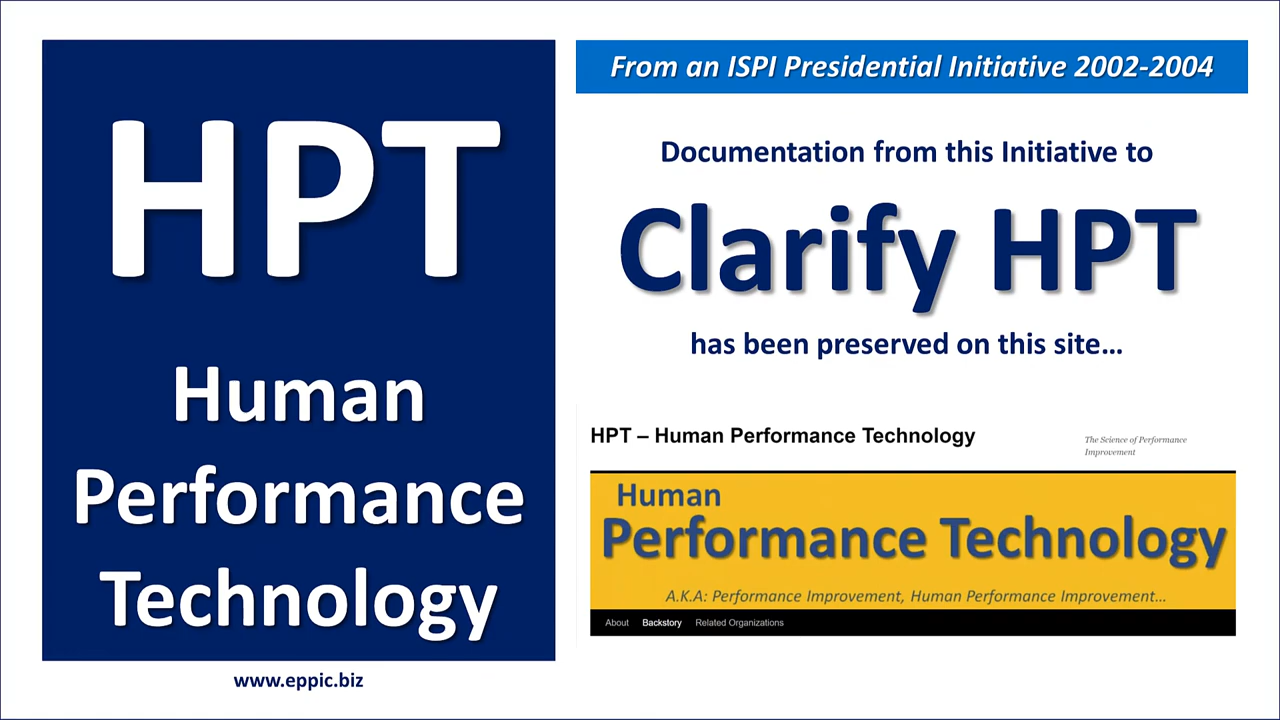 HPT
Human
Performance
Technology
www.eppic.biz
From an ISPI Presidential Initiative 2002-2004
Documentation from this Initiative to
Clarify HPT
has been preserved on this site…
HPT – Human Performance Technology
The Science of Performance
Improvement
Human
Performance Technology
A.K.A: Performance Improvement, Human Performance Improvement…
About Backstory Related Organizations